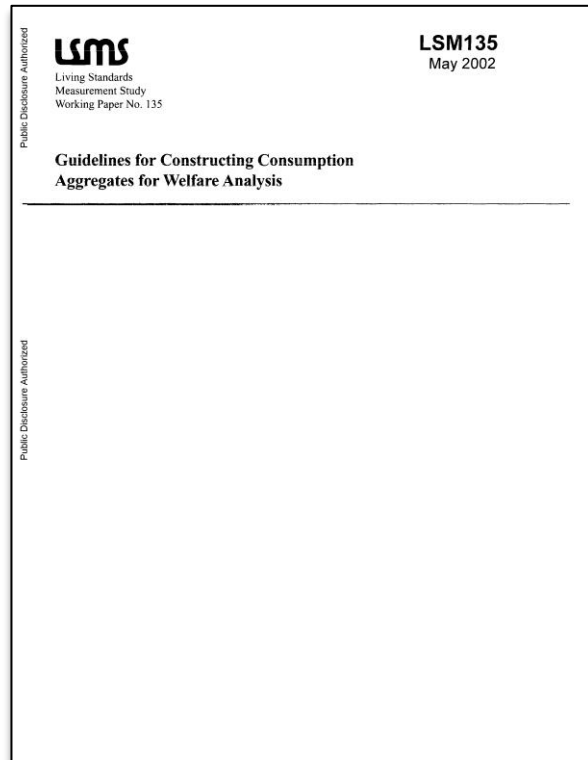 Public Disclosure Authorized
LSMS
Living Standards
Measurement Study
Working Paper No. 135
LSM135
May 2002
Guidelines for Constructing Consumption
Aggregates for Welfare Analysis
Public Disclosure Authorized